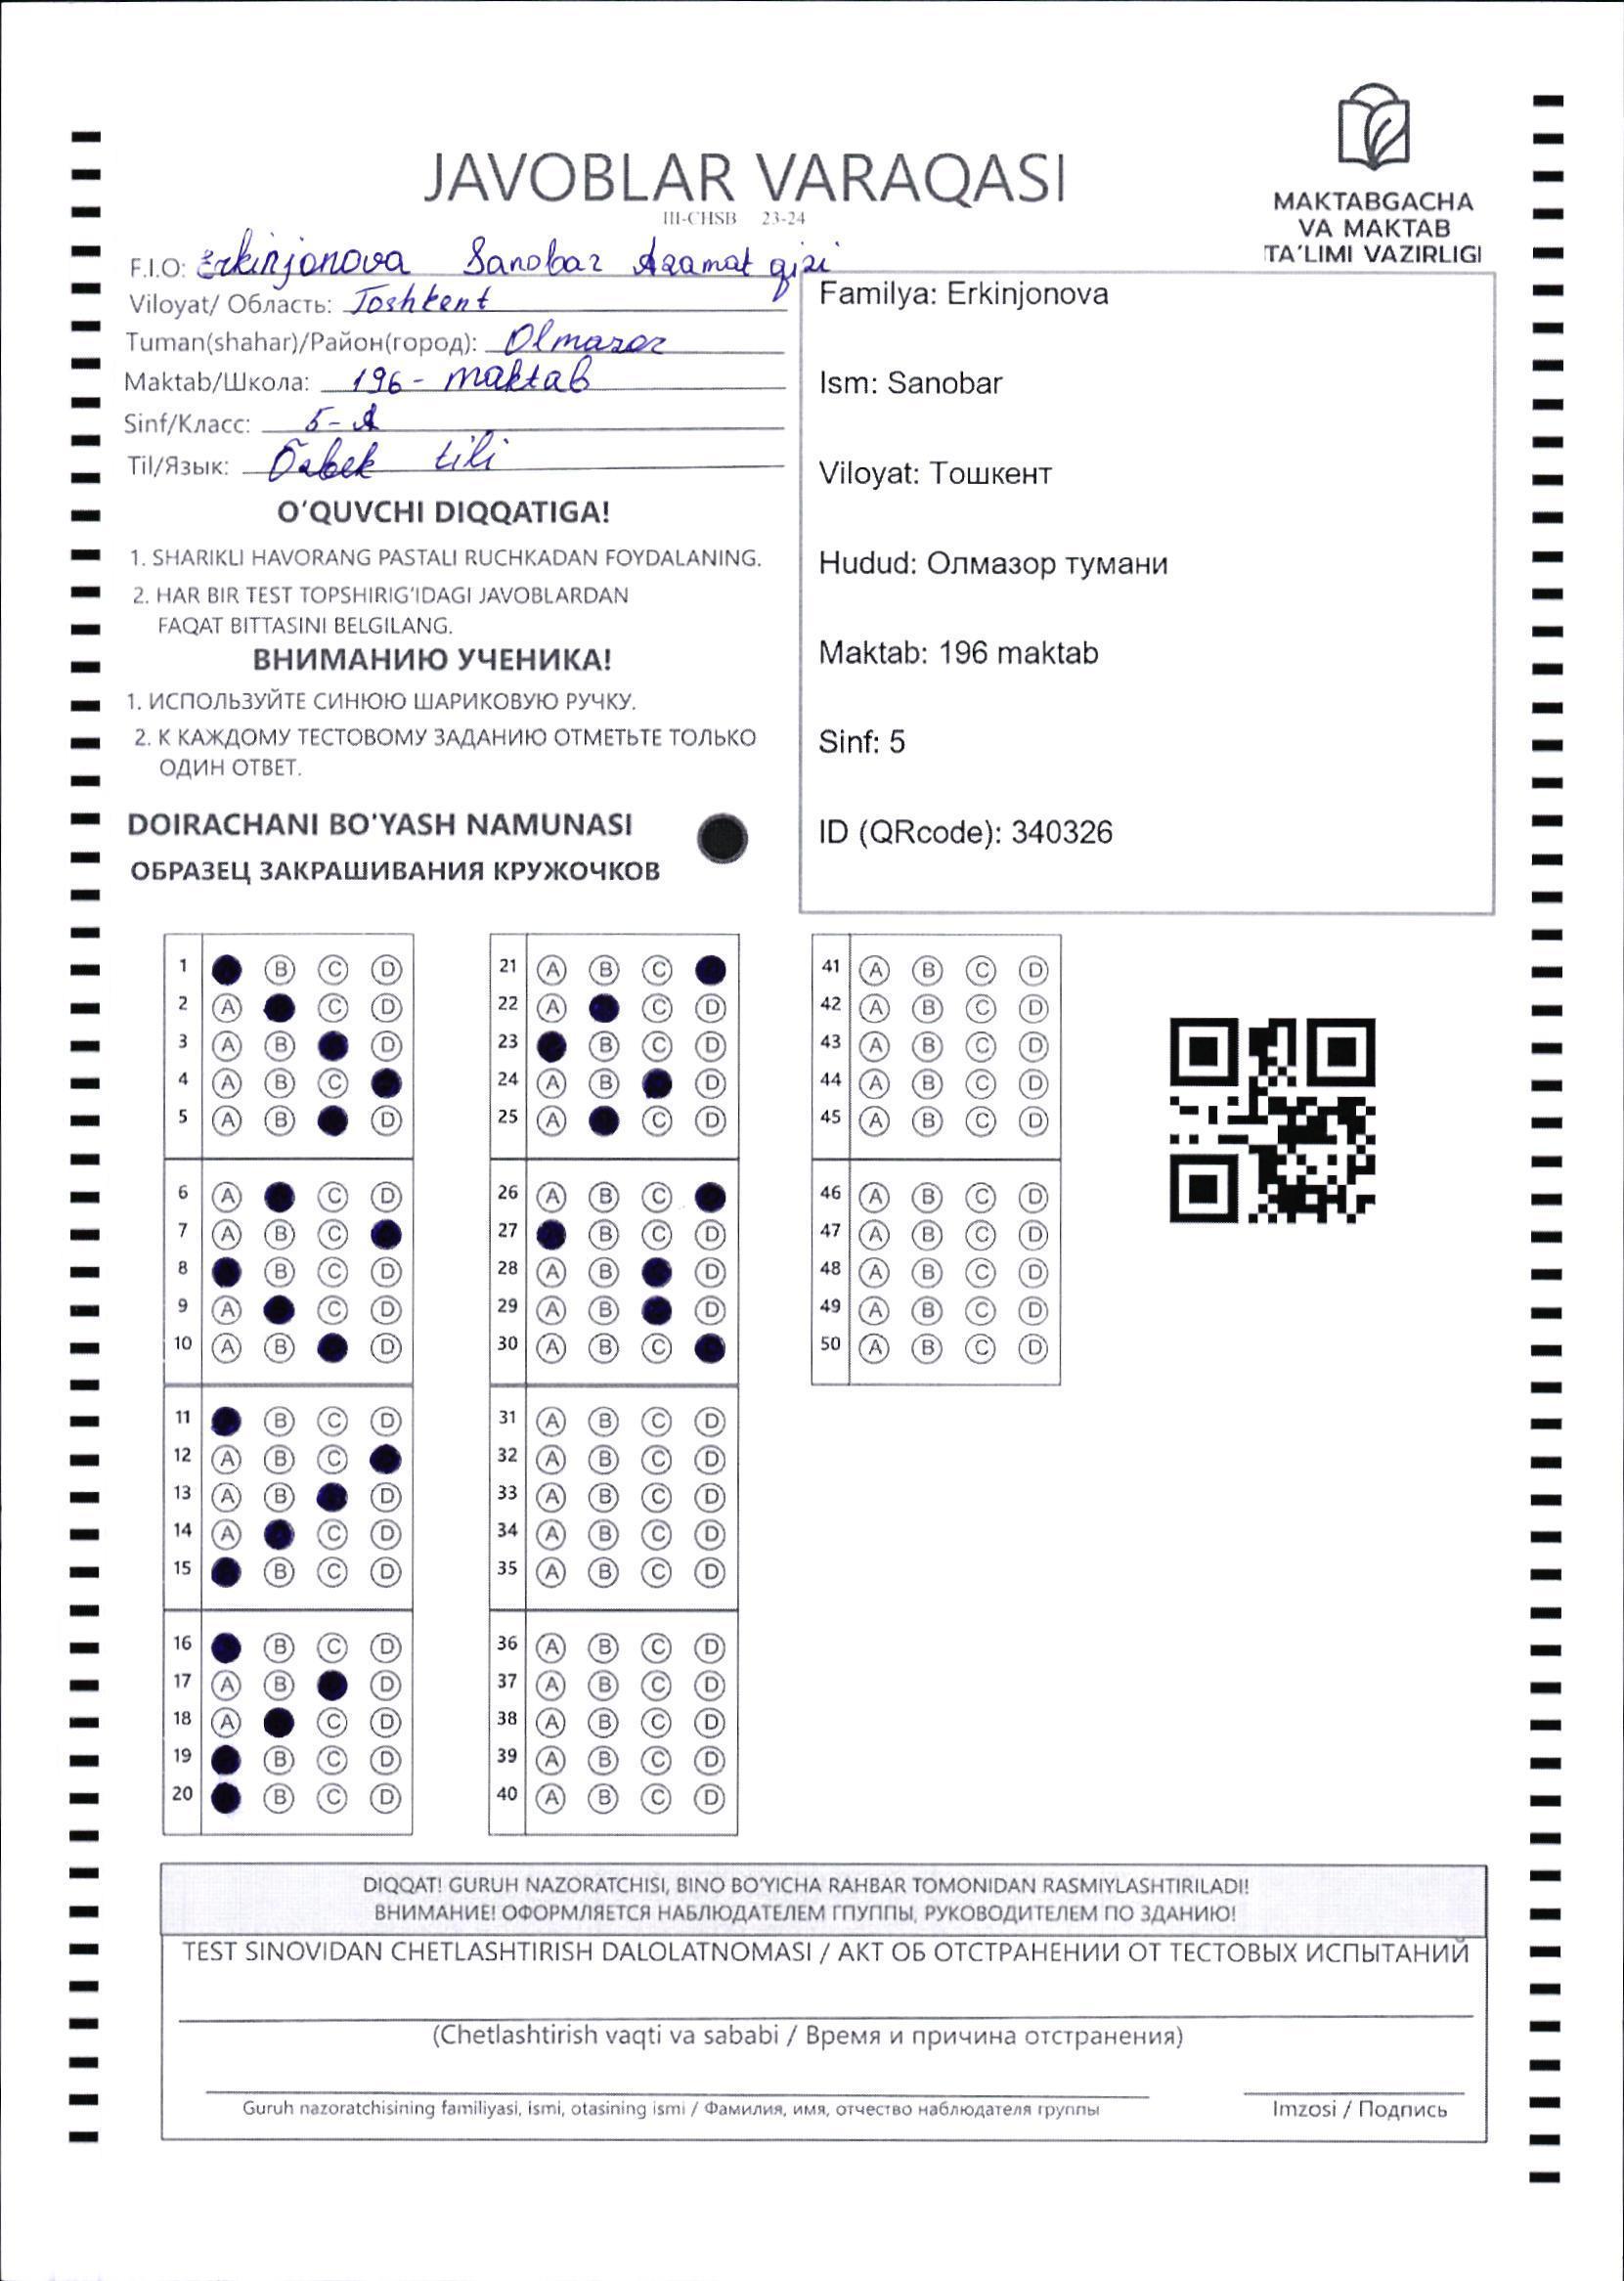 JAVOBLAR VARAQASI
III-CHSB 23-24
MAKTABGACHA
VA MAKTAB
TA'LIMI VAZIRLIGI
F.I.O: Erkinjonova Sanobar Azamat qizi
Viloyat/ Область: Toshkent
Tuman(shahar)/Район(город): Olmazor
Maktab/Школа: 196- maktab
Sinf/Класс: 5-A
Til/Язык: Õzbek tili
O'QUVCHI DIQQATIGA!
1. SHARIKLI HAVORANG PASTALI RUCHKADAN FOYDALANING.
2. HAR BIR TEST TOPSHIRIG'IDAGI JAVOBLARDAN
FAQAT BITTASINI BELGILANG.
ВНИМАНИЮ УЧЕНИКА!
1. ИСПОЛЬЗУЙТЕ СИНЮЮ ШАРИКОВУЮ РУЧКУ.
2. К КАЖДОМУ ТЕСТОВОМУ ЗАДАНИЮ ОТМЕТЬТЕ ТОЛЬКО
ОДИН ОТВЕТ.
DOIRACHANI BO'YASH NAMUNASI
ОБРАЗЕЦ ЗАКРАШИВАНИЯ КРУЖОЧКОВ
Familya: Erkinjonova
Ism: Sanobar
Viloyat: Тошкент
Hudud: Олмазор тумани
Maktab: 196 maktab
Sinf: 5
ID (QRcode): 340326
1 B C D
2 A C D
3 A B D
4 A B C
5 A B D
6 A C D
7 A B C
8 B C D
9 A C D
10 A B D
11 B C D
12 A B C
13 A B D
14 A C D
15 B C D
16 B C D
17 A B D
18 A C D
19 B C D
20 B C D
21 A B C
22 A C D
23 B C D
24 A B D
25 A C D
26 A B C
27 B C D
28 A B D
29 A B D
30 A B C
31 A B C D
32 A B C D
33 A B C D
34 A B C D
35 A B C D
36 A B C D
37 A B C D
38 A B C D
39 A B C D
40 A B C D
41 A B C D
42 A B C D
43 A B C D
44 A B C D
45 A B C D
46 A B C D
47 A B C D
48 A B C D
49 A B C D
50 A B C D
DIQQAT! GURUH NAZORATCHISI, BINO BO'YICHA RAHBAR TOMONIDAN RASMIYLASHTIRILADI!
ВНИМАНИЕ! ОФОРМЛЯЕТСЯ НАБЛЮДАТЕЛЕМ ГПУППЫ, РУКОВОДИТЕЛЕМ ПО ЗДАНИЮ!
TEST SINOVIDAN CHETLASHTIRISH DALOLATNOMASI / АКТ ОБ ОТСТРАНЕНИИ ОТ ТЕСТОВЫХ ИСПЫТАНИЙ
(Chetlashtirish vaqti va sababi / Время и причина отстранения)
Guruh nazoratchisining familiyasi, ismi, otasining ismi / Фамилия, имя, отчество наблюдателя группы
Imzosi / Подпись